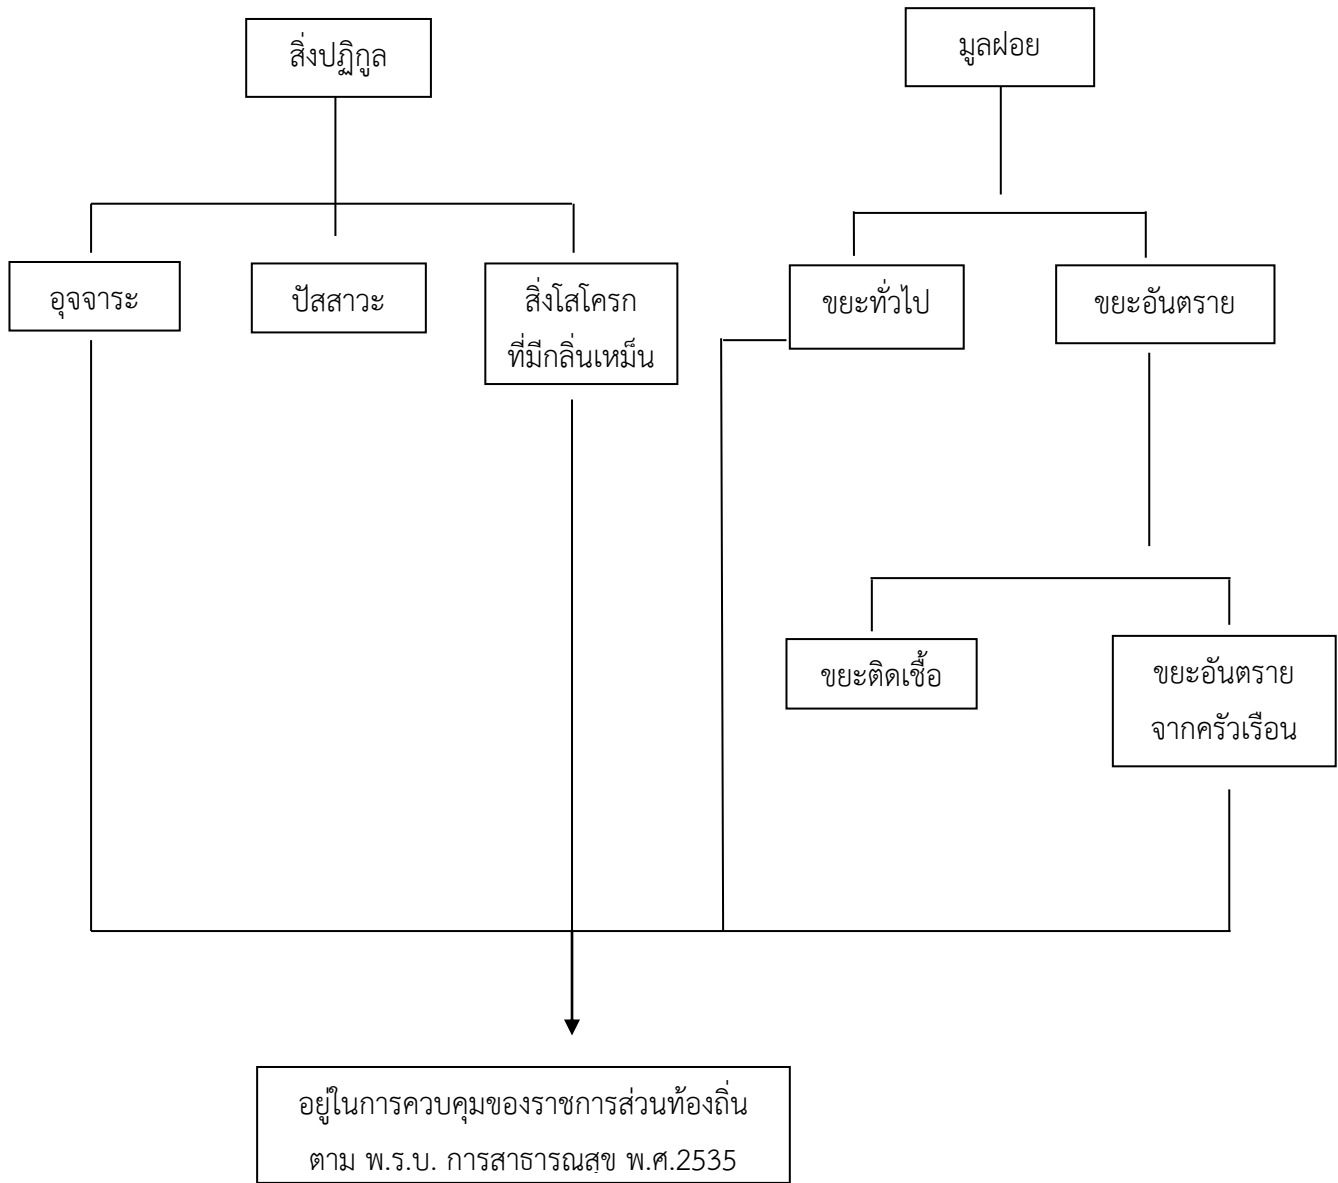 สิ่งปฏิกูล
มูลฝอย
อุจจาระ
ปัสสาวะ
สิ่งโสโครก
ที่มีกลิ่นเหม็น
ขยะทั่วไป
ขยะอันตราย
ขยะติดเชื้อ
ขยะอันตราย
จากครัวเรือน
อยู่ในการควบคุมของราชการส่วนท้องถิ่น
ตาม พ.ร.บ. การสาธารณสุข พ.ศ.2535